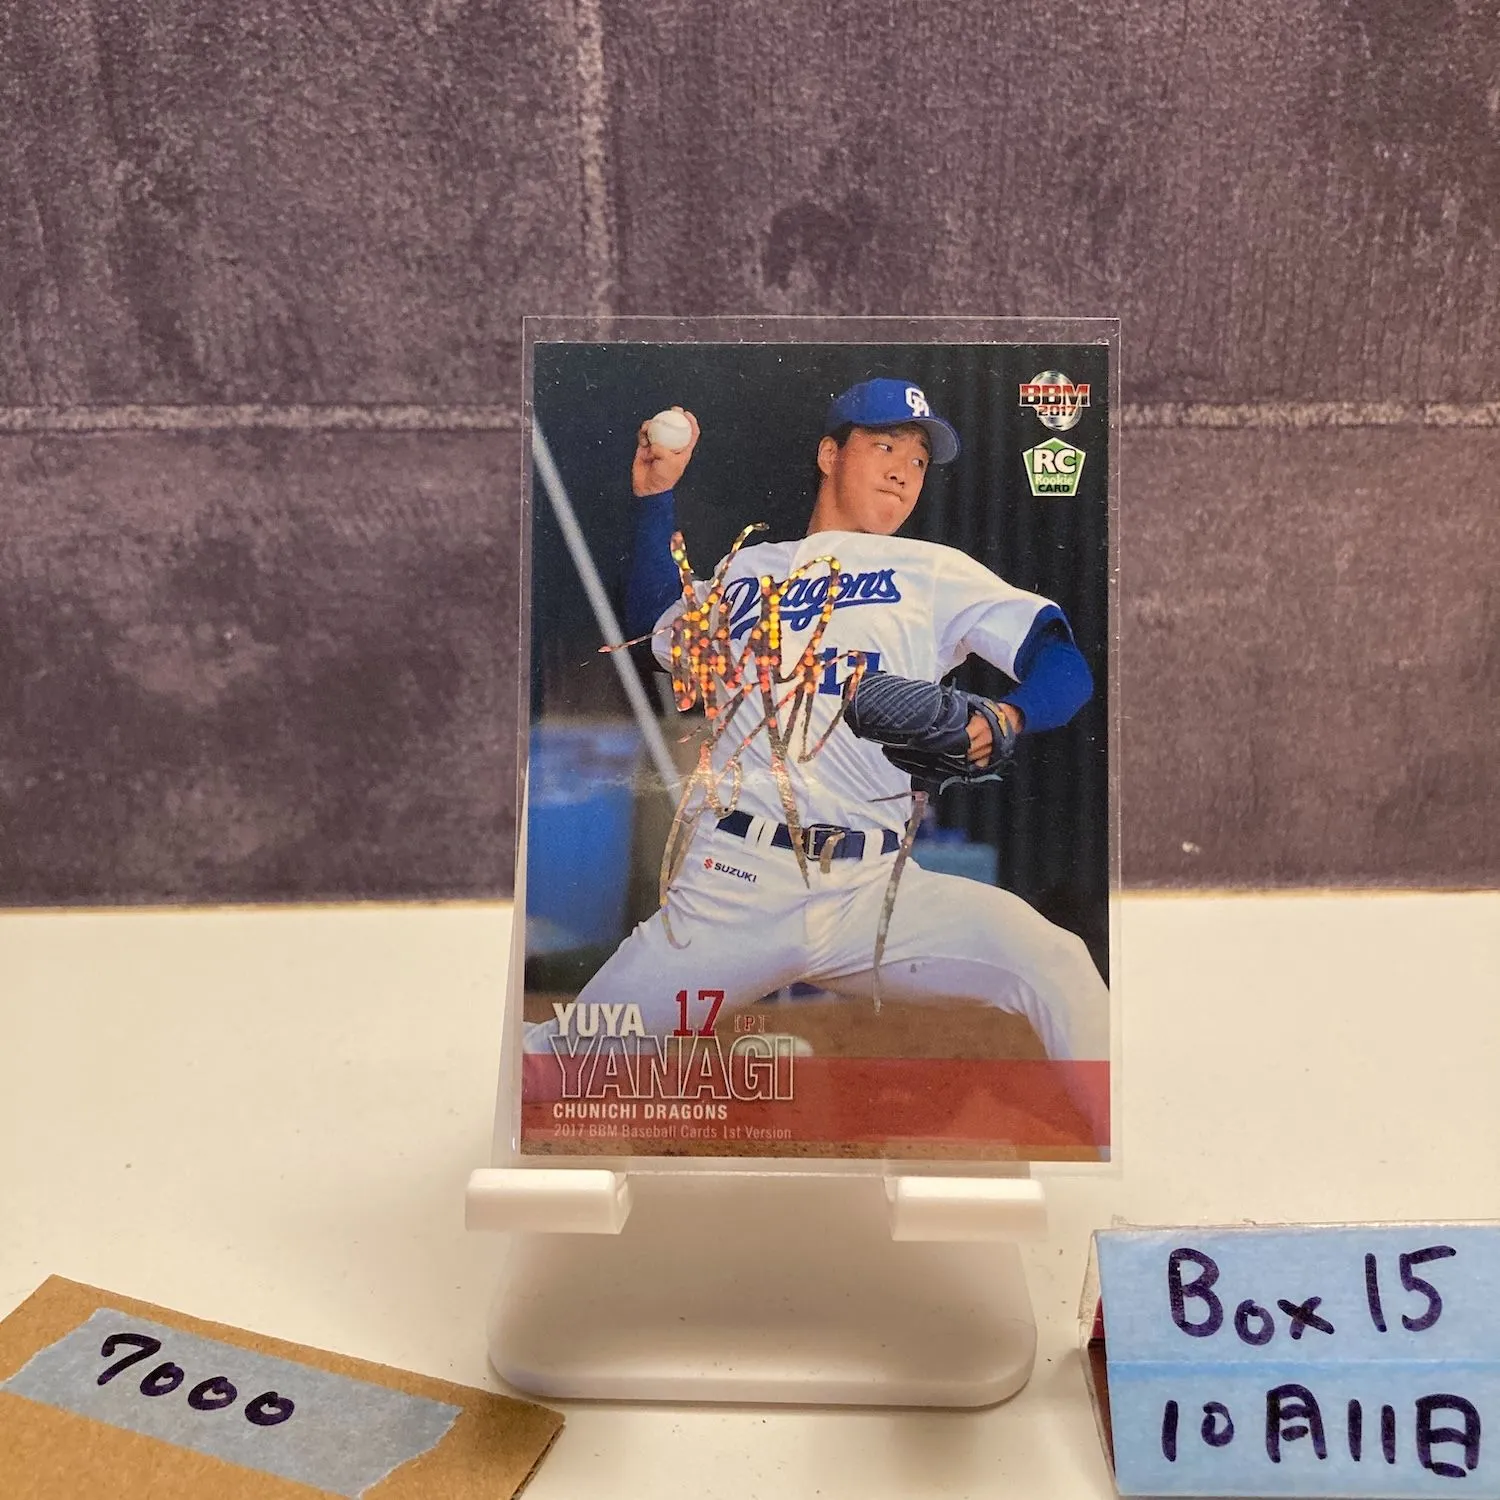 BBM
2017
RC
Rookie
CARD
Dragons
17
SUZUKI
YUYA 17 [P]
YANAGI
CHUNICHI DRAGONS
2017 BBM Baseball Cards 1st Version
7000
Box 15
10月11日